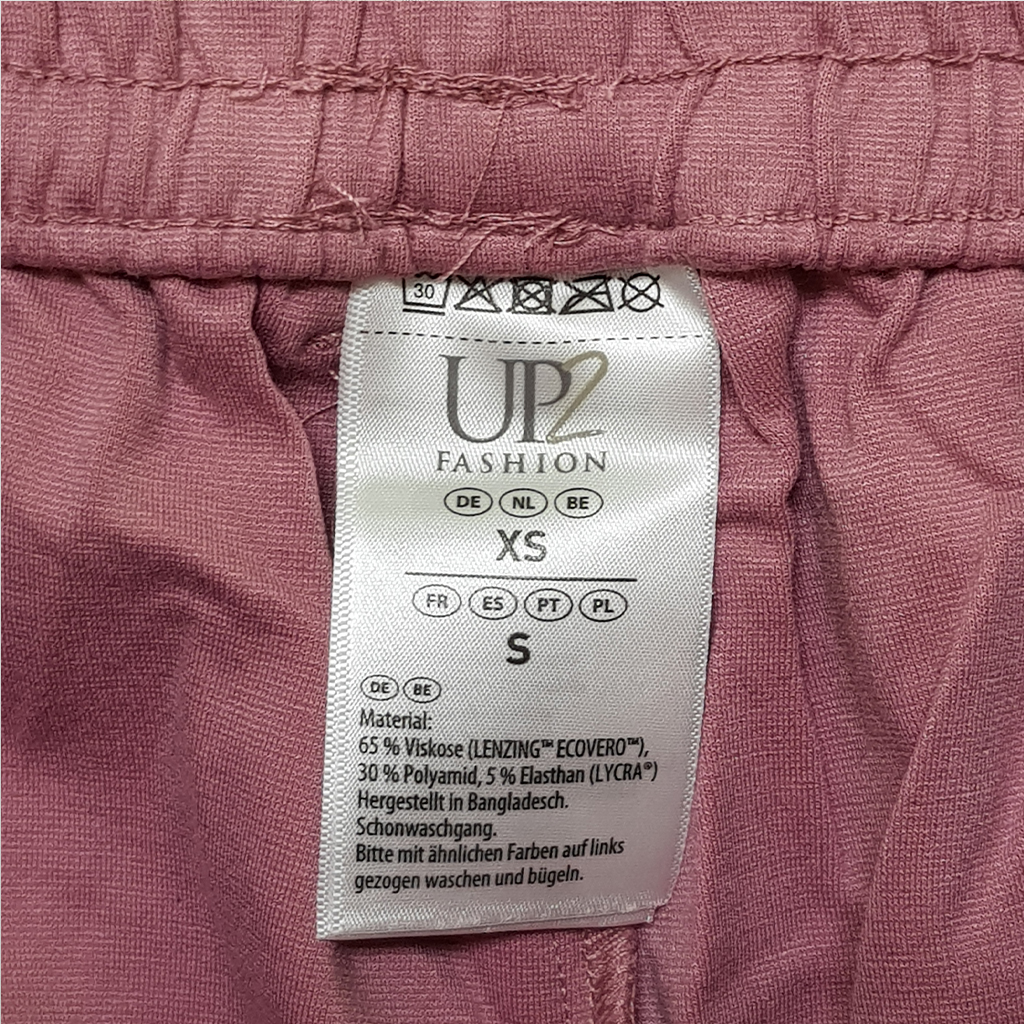 30
UP2
FASHION
DE NL BE
XS
FR ES PT PL
S
DE BE
Material:
65 % Viskose (LENZING™ ECOVERO™),
30 % Polyamid, 5 % Elasthan (LYCRA®)
Hergestellt in Bangladesch.
Schonwaschgang.
Bitte mit ähnlichen Farben auf links
gezogen waschen und bügeln.